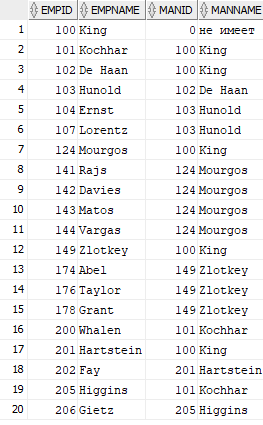 EMPID EMPNAME MANID MANNAME
1 100 King 0 не имеет
2 101 Kochhar 100 King
3 102 De Haan 100 King
4 103 Hunold 102 De Haan
5 104 Ernst 103 Hunold
6 107 Lorentz 103 Hunold
7 124 Mourgos 100 King
8 141 Rajs 124 Mourgos
9 142 Davies 124 Mourgos
10 143 Matos 124 Mourgos
11 144 Vargas 124 Mourgos
12 149 Zlotkey 100 King
13 174 Abel 149 Zlotkey
14 176 Taylor 149 Zlotkey
15 178 Grant 149 Zlotkey
16 200 Whalen 101 Kochhar
17 201 Hartstein 100 King
18 202 Fay 201 Hartstein
19 205 Higgins 101 Kochhar
20 206 Gietz 205 Higgins